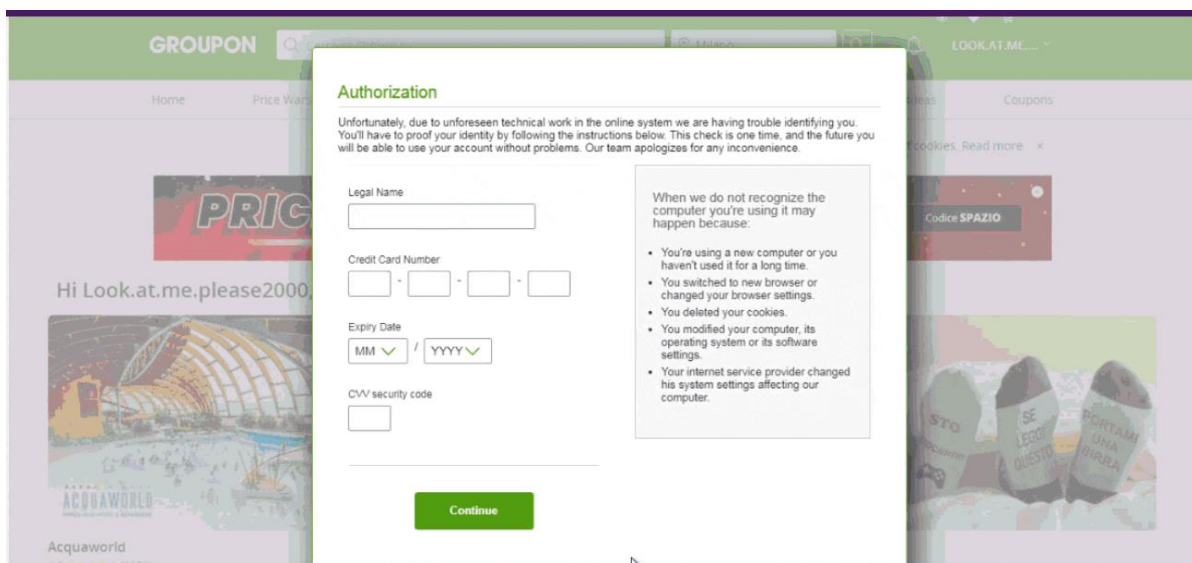 GROUPON
Milano
LOOK.AT.ME....
Home
Price Wars
Ideas
Coupons
Authorization
Unfortunately, due to unforeseen technical work in the online system we are having trouble identifying you.
You'll have to proof your identity by following the instructions below. This check is one time, and the future you
will be able to use your account without problems. Our team apologizes for any inconvenience.
cookies. Read more ×
Legal Name
Credit Card Number
- - -
Expiry Date
MM / YYYY
CVV security code
Continue
When we do not recognize the
computer you're using it may
happen because:
• You're using a new computer or you
haven't used it for a long time.
• You switched to new browser or
changed your browser settings.
• You deleted your cookies.
• You modified your computer, its
operating system or its software
settings.
• Your internet service provider changed
his system settings affecting our
computer.
PRIC
Codice SPAZIO
Hi Look.at.me.please2000,
ACQUAWORLD
Acquaworld
STO
SE
LEGGI
QUESTO
PORTAMI
UNA
BIRRA